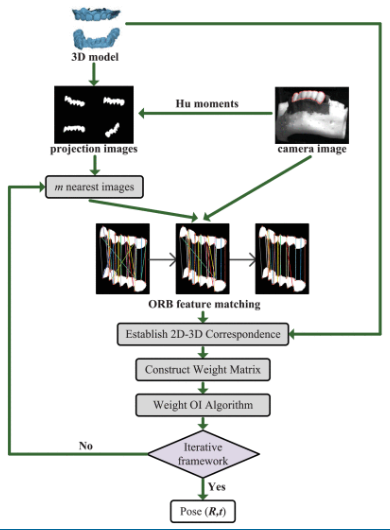 3D model
Hu moments
projection images
camera image
m nearest images
ORB feature matching
Establish 2D-3D Correspondence
Construct Weight Matrix
Weight OI Algorithm
No
Iterative
framework
Yes
Pose (R,t)